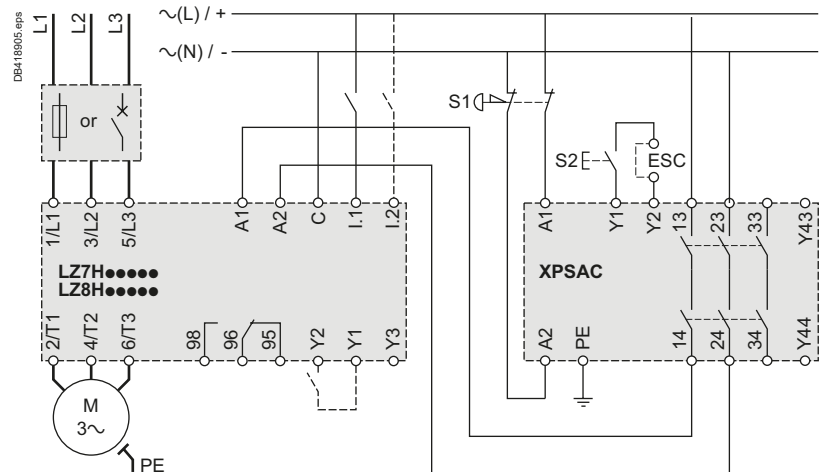 DB418905.eps
L1 L2 L3
∼(L) / +
∼(N) / -
or
S1
S2 ESC
1/L1 3/L2 5/L3 A1 A2 C I.1 I.2
A1 Y1 Y2 13 23 33 Y43
LZ7H●●●●●
LZ8H●●●●●
XPSAC
2/T1 4/T2 6/T3 98 96 95 Y2 Y1 Y3
A2 PE 14 24 34 Y44
M
3∼
PE